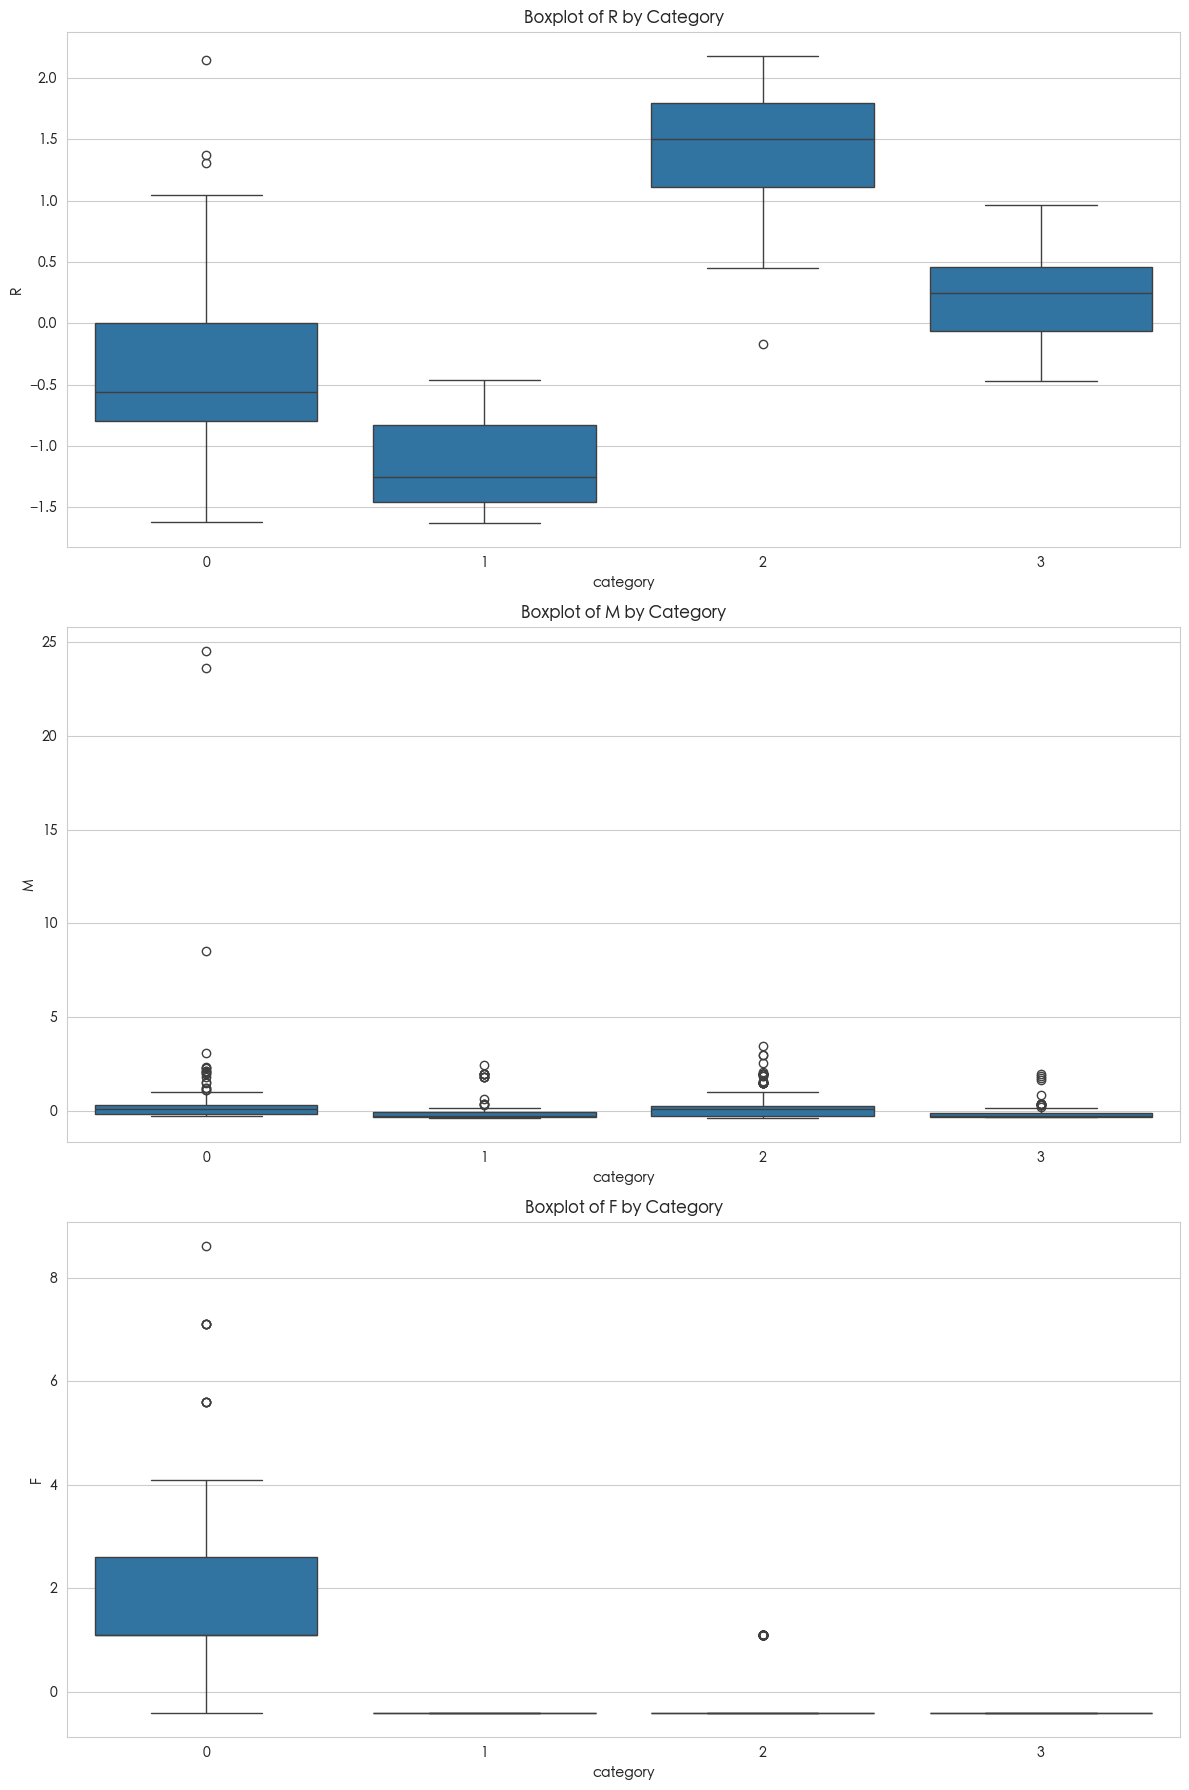 Boxplot of R by Category
2.0
1.5
1.0
0.5
0.0
−0.5
−1.0
−1.5
R
0 1 2 3
category
Boxplot of M by Category
25
20
15
10
5
0
M
0 1 2 3
category
Boxplot of F by Category
8
6
4
2
0
F
0 1 2 3
category